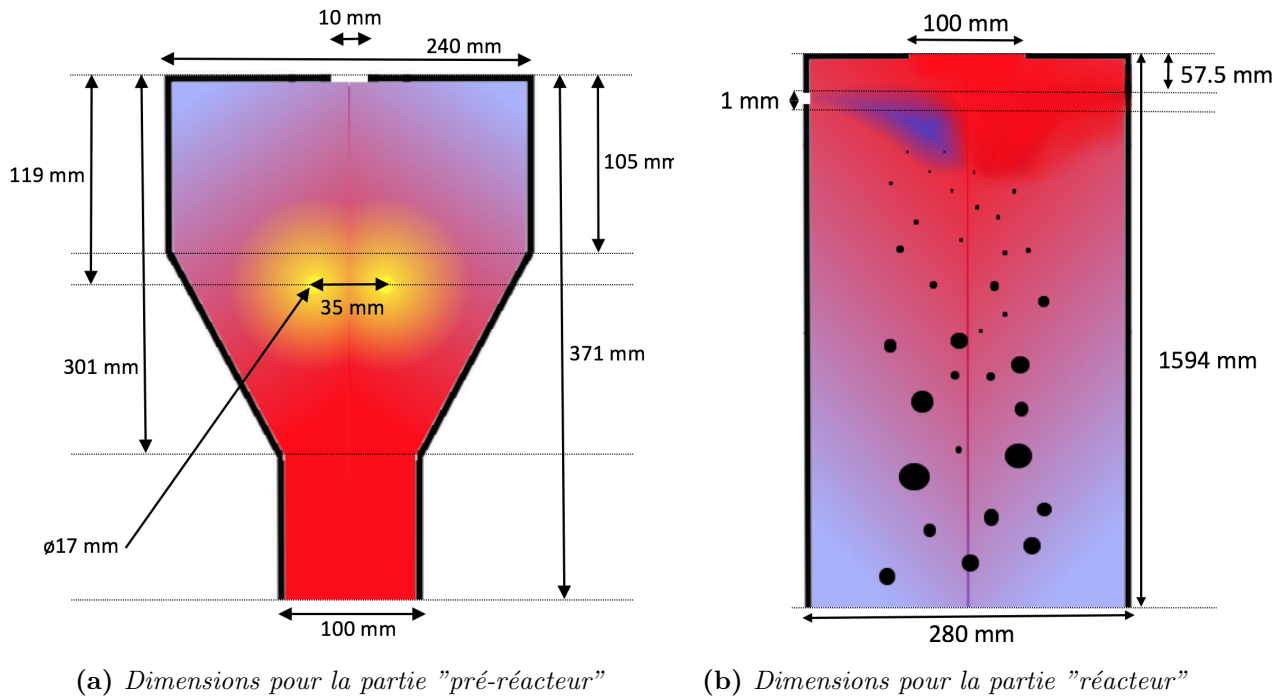 10 mm
240 mm
119 mm
105 mm
35 mm
301 mm
371 mm
ø17 mm
100 mm
(a) Dimensions pour la partie ”pré-réacteur”
100 mm
57.5 mm
1 mm
1594 mm
280 mm
(b) Dimensions pour la partie ”réacteur”